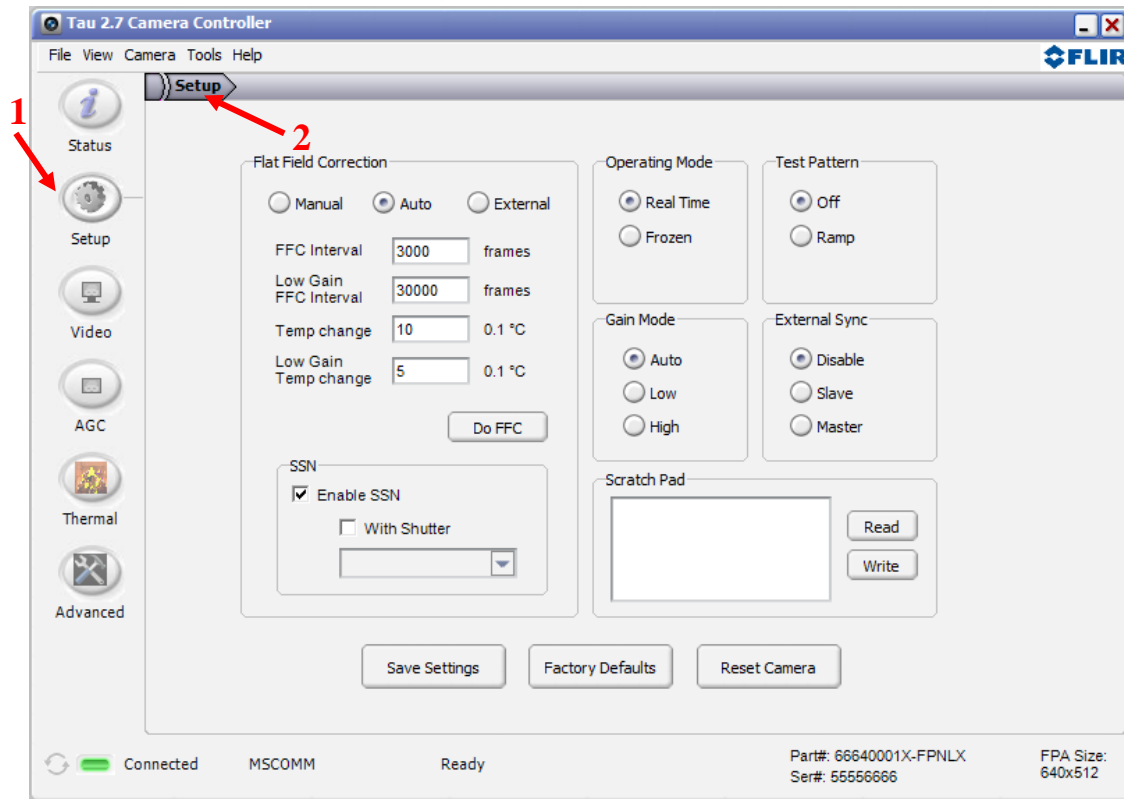 Tau 2.7 Camera Controller
File View Camera Tools Help
FLIR
1
Setup
2
Status
Setup
Video
AGC
Thermal
Advanced
Flat Field Correction
Manual Auto External
FFC Interval 3000 frames
Low Gain
FFC Interval 30000 frames
Temp change 10 0.1 °C
Low Gain
Temp change 5 0.1 °C
Do FFC
SSN
Enable SSN
With Shutter
Operating Mode
Real Time
Frozen
Test Pattern
Off
Ramp
Gain Mode
Auto
Low
High
External Sync
Disable
Slave
Master
Scratch Pad
Read
Write
Save Settings Factory Defaults Reset Camera
Connected MSCOMM Ready
Part#: 66640001X-FPNLX
Ser#: 55556666
FPA Size:
640x512